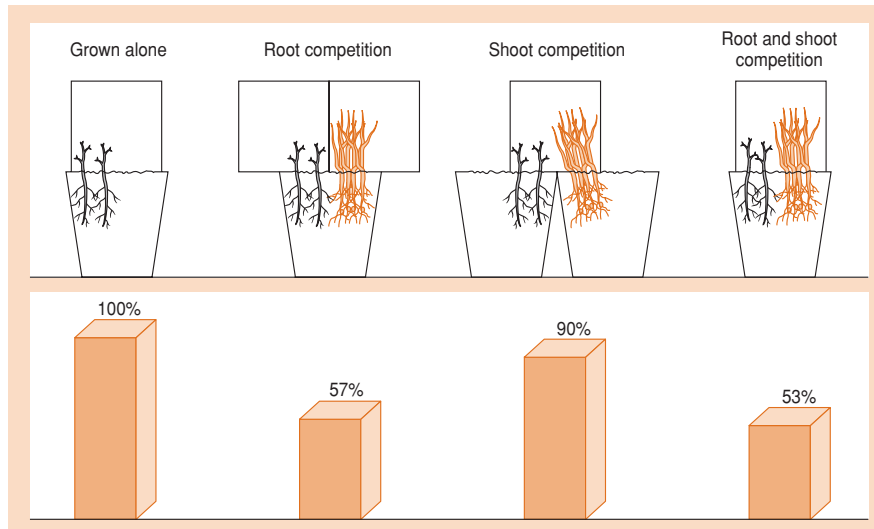 Grown alone
Root competition
Shoot competition
Root and shoot
competition
100%
57%
90%
53%